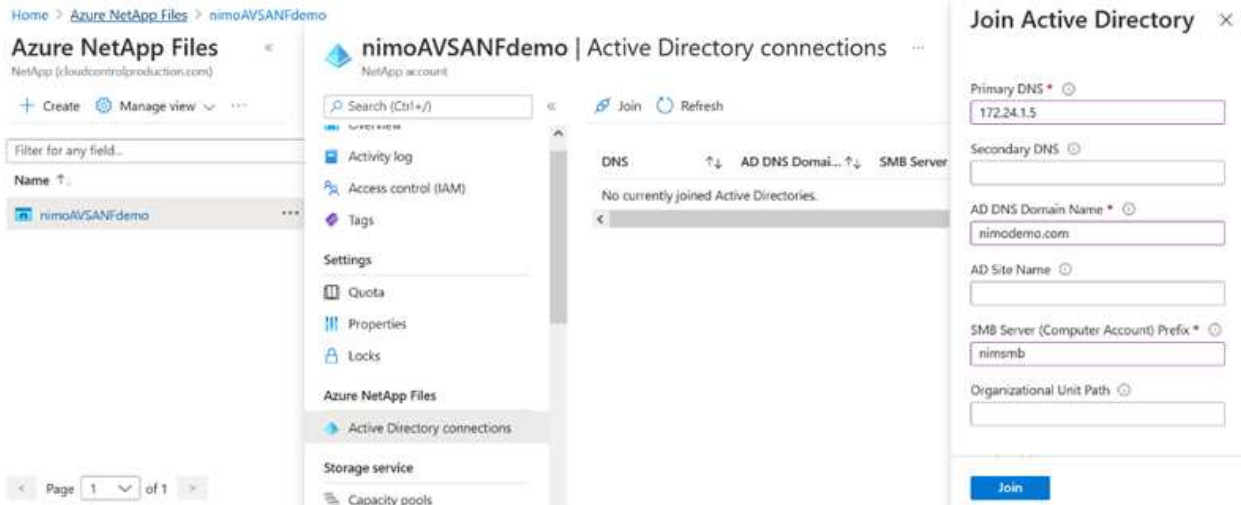 Home > Azure NetApp Files > nimoAVSANFdemo
Azure NetApp Files «
NetApp (cloudcontrolproduction.com)
+ Create Manage view ···
Filter for any field...
Name ↑↓
nimoAVSANFdemo ···
< Page 1 of 1 >
nimoAVSANFdemo | Active Directory connections ···
NetApp account
Search (Ctrl+/) «
Overview
Activity log
Access control (IAM)
Tags
Settings
Quota
Properties
Locks
Azure NetApp Files
Active Directory connections
Storage service
Capacity pools
Join Refresh
DNS ↑↓ AD DNS Domai... ↑↓ SMB Server
No currently joined Active Directories.
Join Active Directory ×
Primary DNS *
172.24.1.5
Secondary DNS
AD DNS Domain Name *
nimodemo.com
AD Site Name
SMB Server (Computer Account) Prefix *
nimsmb
Organizational Unit Path
Join